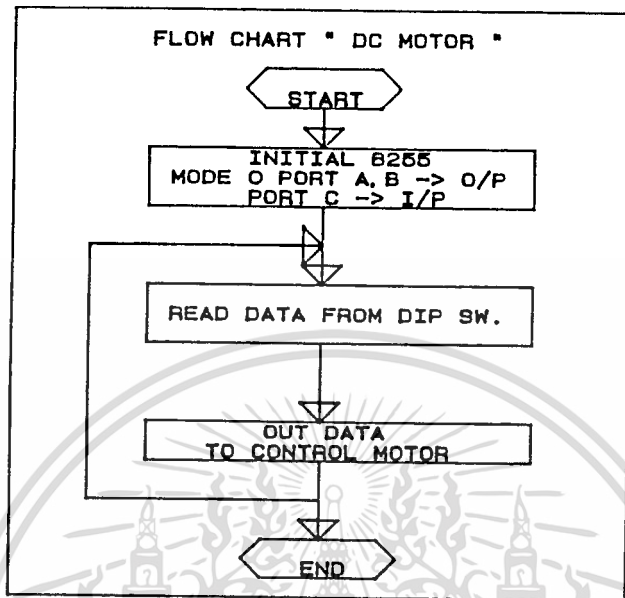 FLOW CHART " DC MOTOR "
START
INITIAL 8255
MODE 0 PORT A,B -> O/P
PORT C -> I/P
READ DATA FROM DIP SW.
OUT DATA
TO CONTROL MOTOR
END